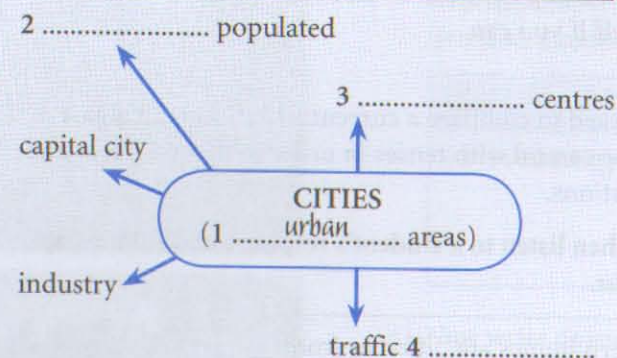 2 ........................ populated
3 ........................ centres
capital city
CITIES
(1 ........urban........ areas)
industry
traffic 4 ........................